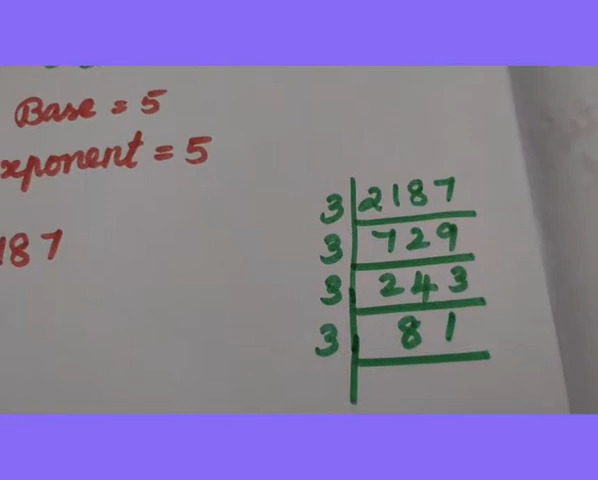 Base = 5
xponent = 5
187
3 2187
3 729
3 243
3 81